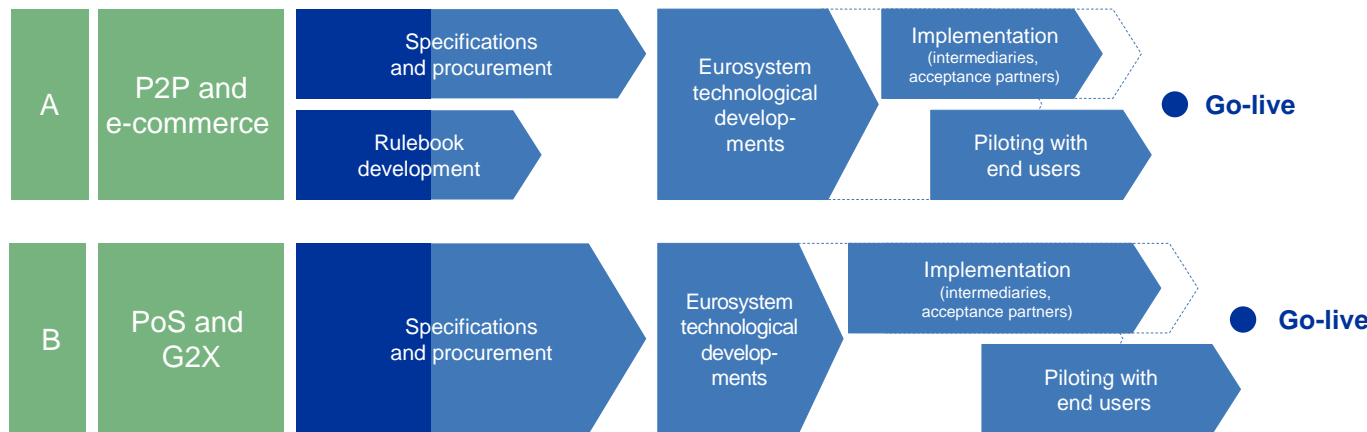 A
P2P and
e-commerce
Specifications
and procurement
Rulebook
development
Eurosystem
technological
develop-
ments
Implementation
(intermediaries,
acceptance partners)
Piloting with
end users
Go-live
B
PoS and
G2X
Specifications
and procurement
Eurosystem
technological
develop-
ments
Implementation
(intermediaries,
acceptance partners)
Piloting with
end users
Go-live